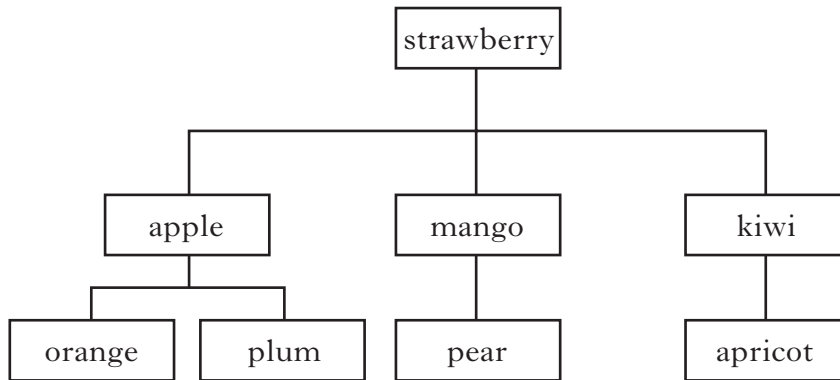 strawberry
apple
mango
kiwi
orange
plum
pear
apricot